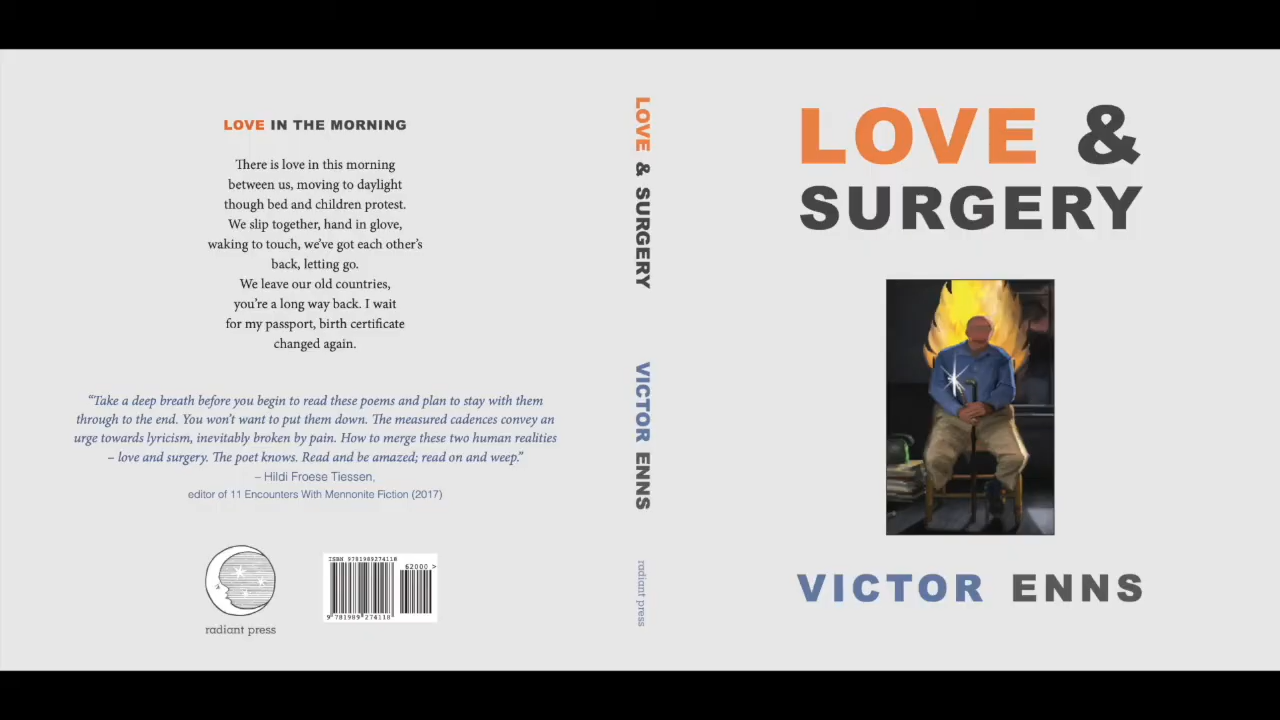 LOVE IN THE MORNING
There is love in this morning
between us, moving to daylight
though bed and children protest.
We slip together, hand in glove,
waking to touch, we've got each other's
back, letting go.
We leave our old countries,
you're a long way back. I wait
for my passport, birth certificate
changed again.
“Take a deep breath before you begin to read these poems and plan to stay with them
through to the end. You won't want to put them down. The measured cadences convey an
urge towards lyricism, inevitably broken by pain. How to merge these two human realities
– love and surgery. The poet knows. Read and be amazed; read on and weep.”
– Hildi Froese Tiessen,
editor of 11 Encounters With Mennonite Fiction (2017)
radiant press
ISBN 9781989274118
62000 >
9 781989 274118
LOVE & SURGERY
VICTOR ENNS
radiant press
LOVE &
SURGERY
VICTOR ENNS